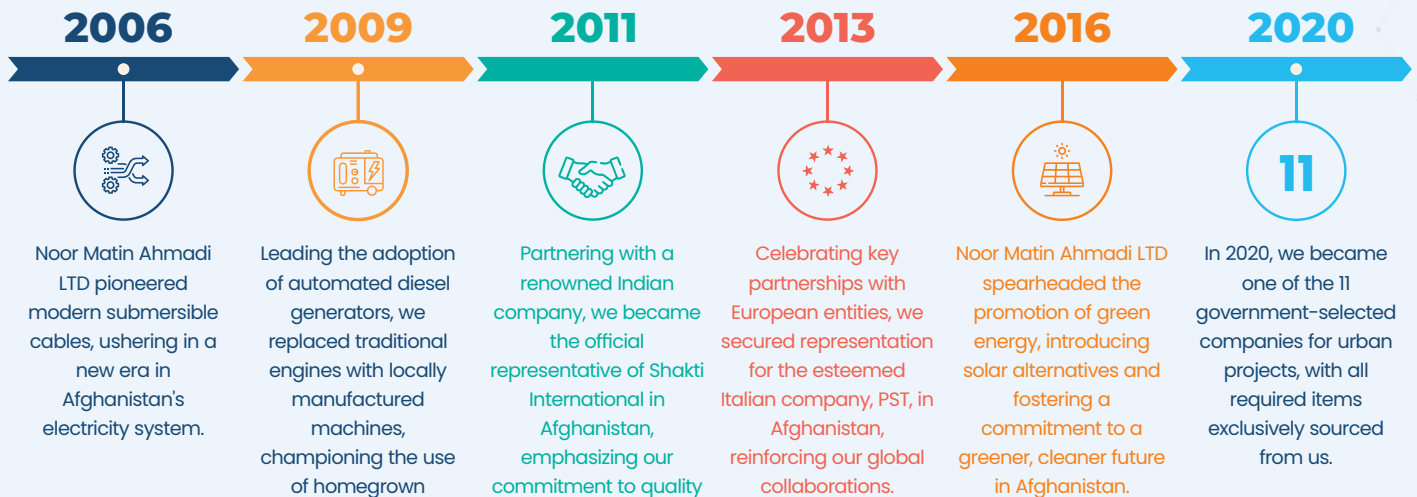 2006
2009
2011
2013
2016
2020
11
Noor Matin Ahmadi
LTD pioneered
modern submersible
cables, ushering in a
new era in
Afghanistan's
electricity system.
Leading the adoption
of automated diesel
generators, we
replaced traditional
engines with locally
manufactured
machines,
championing the use
of homegrown
Partnering with a
renowned Indian
company, we became
the official
representative of Shakti
International in
Afghanistan,
emphasizing our
commitment to quality
Celebrating key
partnerships with
European entities, we
secured representation
for the esteemed
Italian company, PST, in
Afghanistan,
reinforcing our global
collaborations.
Noor Matin Ahmadi LTD
spearheaded the
promotion of green
energy, introducing
solar alternatives and
fostering a
commitment to a
greener, cleaner future
in Afghanistan.
In 2020, we became
one of the 11
government-selected
companies for urban
projects, with all
required items
exclusively sourced
from us.